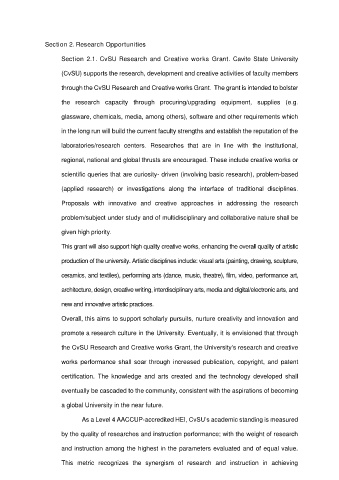 Section 2. Research Opportunities
Section 2.1. CvSU Research and Creative works Grant. Cavite State University
(CvSU) supports the research, development and creative activities of faculty members
through the CvSU Research and Creative works Grant. The grant is intended to bolster
the research capacity through procuring/upgrading equipment, supplies (e.g.
glassware, chemicals, media, among others), software and other requirements which
in the long run will build the current faculty strengths and establish the reputation of the
laboratories/research centers. Researches that are in line with the institutional,
regional, national and global thrusts are encouraged. These include creative works or
scientific queries that are curiosity- driven (involving basic research), problem-based
(applied research) or investigations along the interface of traditional disciplines.
Proposals with innovative and creative approaches in addressing the research
problem/subject under study and of multidisciplinary and collaborative nature shall be
given high priority.
This grant will also support high quality creative works, enhancing the overall quality of artistic
production of the university. Artistic disciplines include: visual arts (painting, drawing, sculpture,
ceramics, and textiles), performing arts (dance, music, theatre), film, video, performance art,
architecture, design, creative writing, interdisciplinary arts, media and digital/electronic arts, and
new and innovative artistic practices.
Overall, this aims to support scholarly pursuits, nurture creativity and innovation and
promote a research culture in the University. Eventually, it is envisioned that through
the CvSU Research and Creative works Grant, the University's research and creative
works performance shall soar through increased publication, copyright, and patent
certification. The knowledge and arts created and the technology developed shall
eventually be cascaded to the community, consistent with the aspirations of becoming
a global University in the near future.
As a Level 4 AACCUP-accredited HEI, CvSU's academic standing is measured
by the quality of researches and instruction performance; with the weight of research
and instruction among the highest in the parameters evaluated and of equal value.
This metric recognizes the synergism of research and instruction in achieving